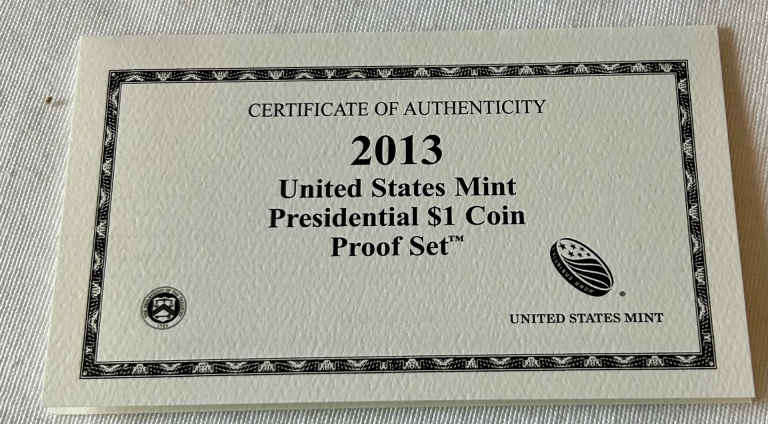 CERTIFICATE OF AUTHENTICITY
2013
United States Mint
Presidential $1 Coin
Proof Set™
UNITED STATES MINT